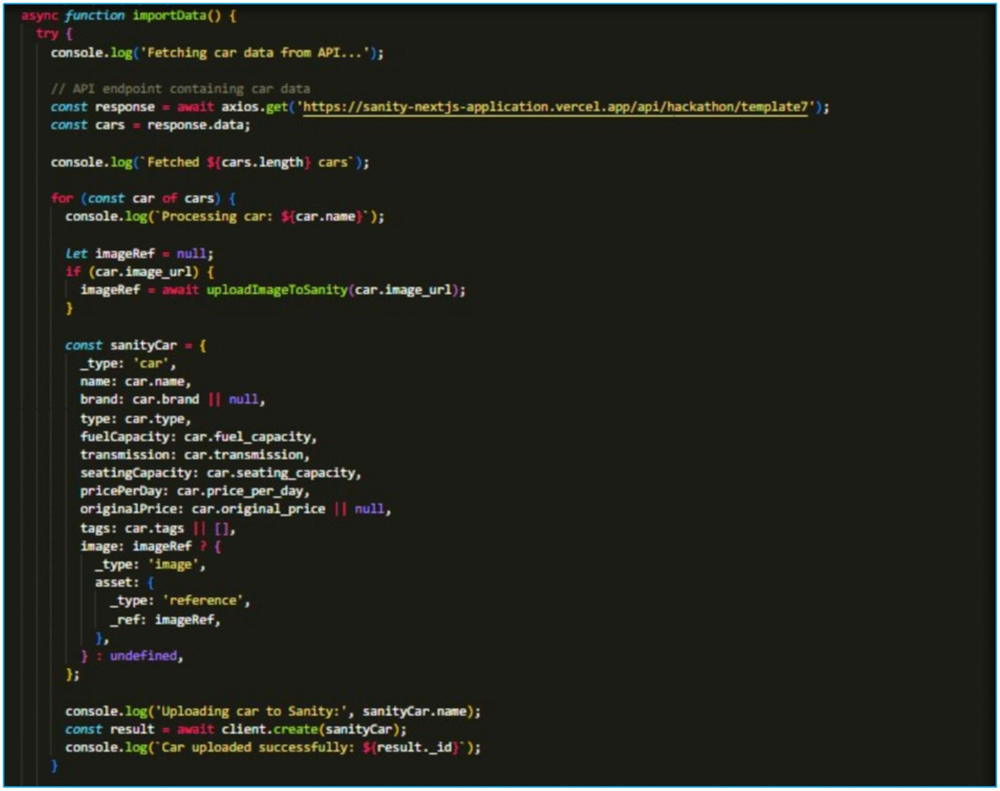 async function importData() {
try {
console.log('Fetching car data from API...');
// API endpoint containing car data
const response = await axios.get('https://sanity-nextjs-application.vercel.app/api/hackathon/template7');
const cars = response.data;
console.log(`Fetched ${cars.length} cars`);
for (const car of cars) {
console.log(`Processing car: ${car.name}`);
let imageRef = null;
if (car.image_url) {
imageRef = await uploadImageToSanity(car.image_url);
}
const sanityCar = {
_type: 'car',
name: car.name,
brand: car.brand || null,
type: car.type,
fuelCapacity: car.fuel_capacity,
transmission: car.transmission,
seatingCapacity: car.seating_capacity,
pricePerDay: car.price_per_day,
originalPrice: car.original_price || null,
tags: car.tags || [],
image: imageRef ? {
_type: 'image',
asset: {
_type: 'reference',
_ref: imageRef,
},
} : undefined,
};
console.log('Uploading car to Sanity:', sanityCar.name);
const result = await client.create(sanityCar);
console.log(`Car uploaded successfully: ${result._id}`);
}